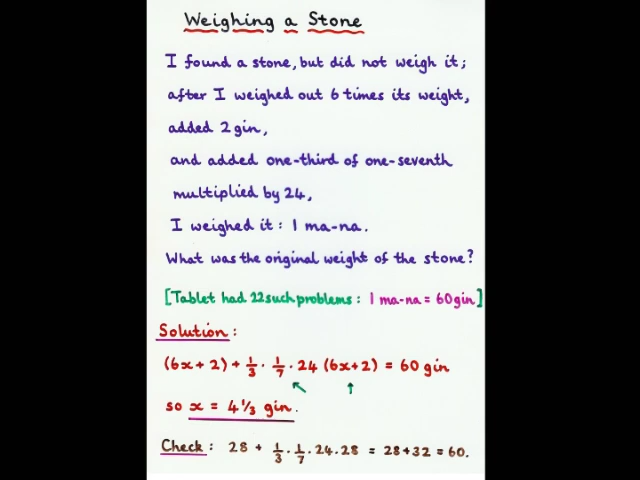 Weighing a Stone
I found a stone, but did not weigh it;
after I weighed out 6 times its weight,
added 2 gin,
and added one-third of one-seventh
multiplied by 24,
I weighed it: 1 ma-na.
What was the original weight of the stone?
[Tablet had 22 such problems: 1 ma-na = 60 gin]
Solution:
(6x + 2) + 1/3 · 1/7 · 24 (6x+2) = 60 gin
so x = 4 1/3 gin.
Check: 28 + 1/3 · 1/7 · 24 · 28 = 28+32 = 60.